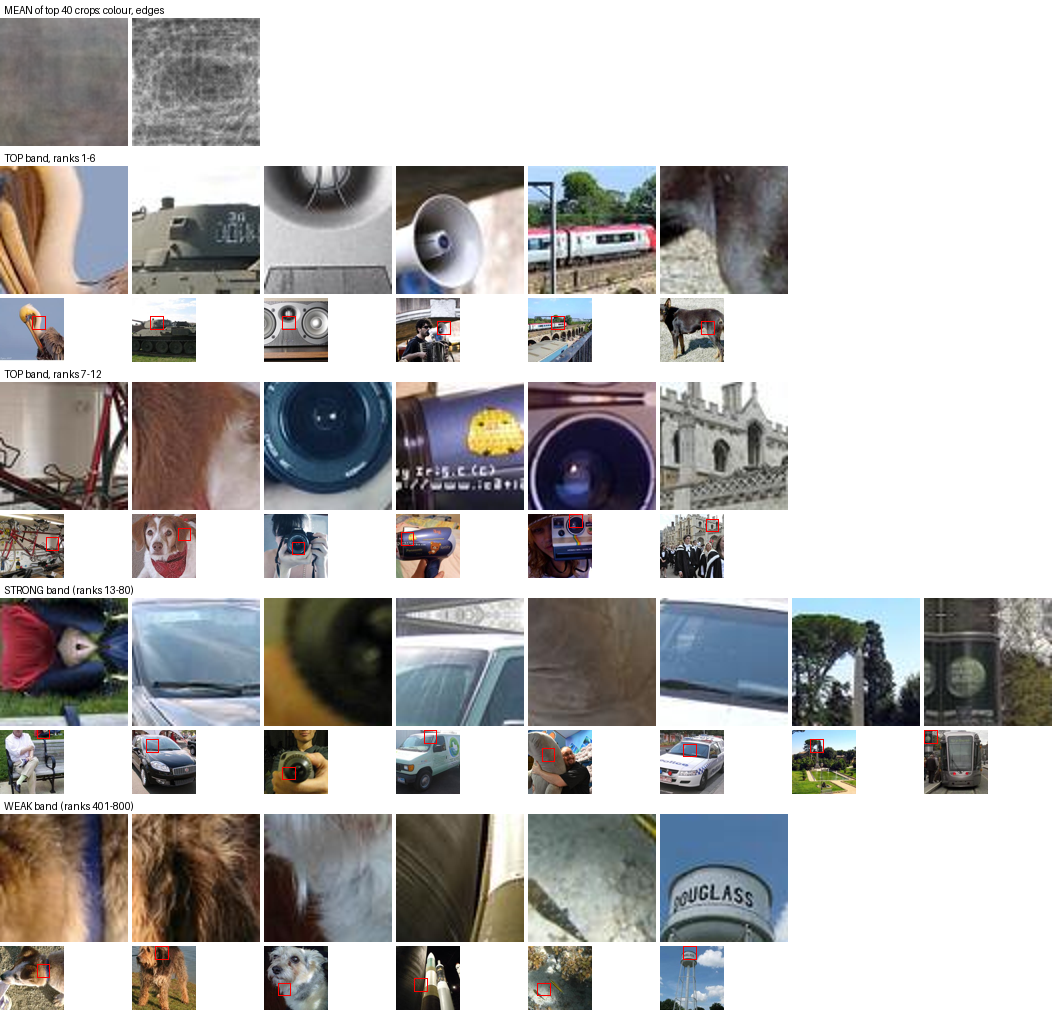 MEAN of top 40 crops: colour, edges
TOP band, ranks 1-6
TOP band, ranks 7-12
STRONG band (ranks 13-80)
WEAK band (ranks 401-800)
DOUGLASS